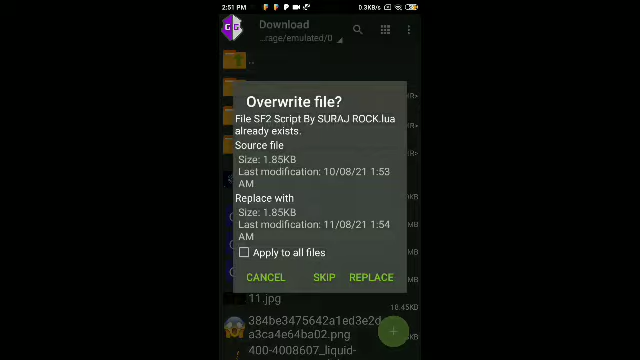 2:51 PM
0.3KB/s
Download
...rage/emulated/0
..
Overwrite file?
File SF2 Script By SURAJ ROCK.lua
already exists.
Source file
Size: 1.85KB
Last modification: 10/08/21 1:53
AM
Replace with
Size: 1.85KB
Last modification: 11/08/21 1:54
AM
Apply to all files
CANCEL SKIP REPLACE
11.jpg
18.45KB
384be3475642a1ed3e2d
a3ca4e64ba02.png
400-4008607_liquid-